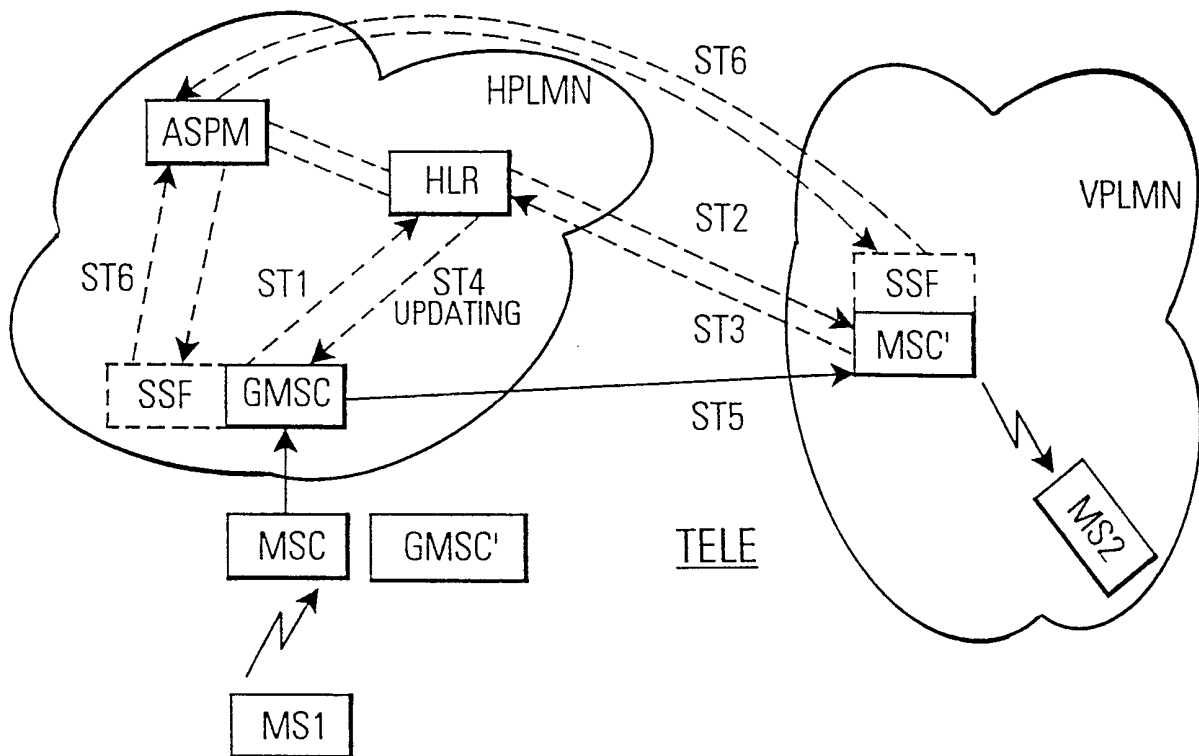 ST6
HPLMN
ASPM
HLR
VPLMN
ST2
ST6
ST1
ST4
UPDATING
SSF
ST3
MSC'
SSF
GMSC
ST5
MSC
GMSC'
TELE
MS2
MS1